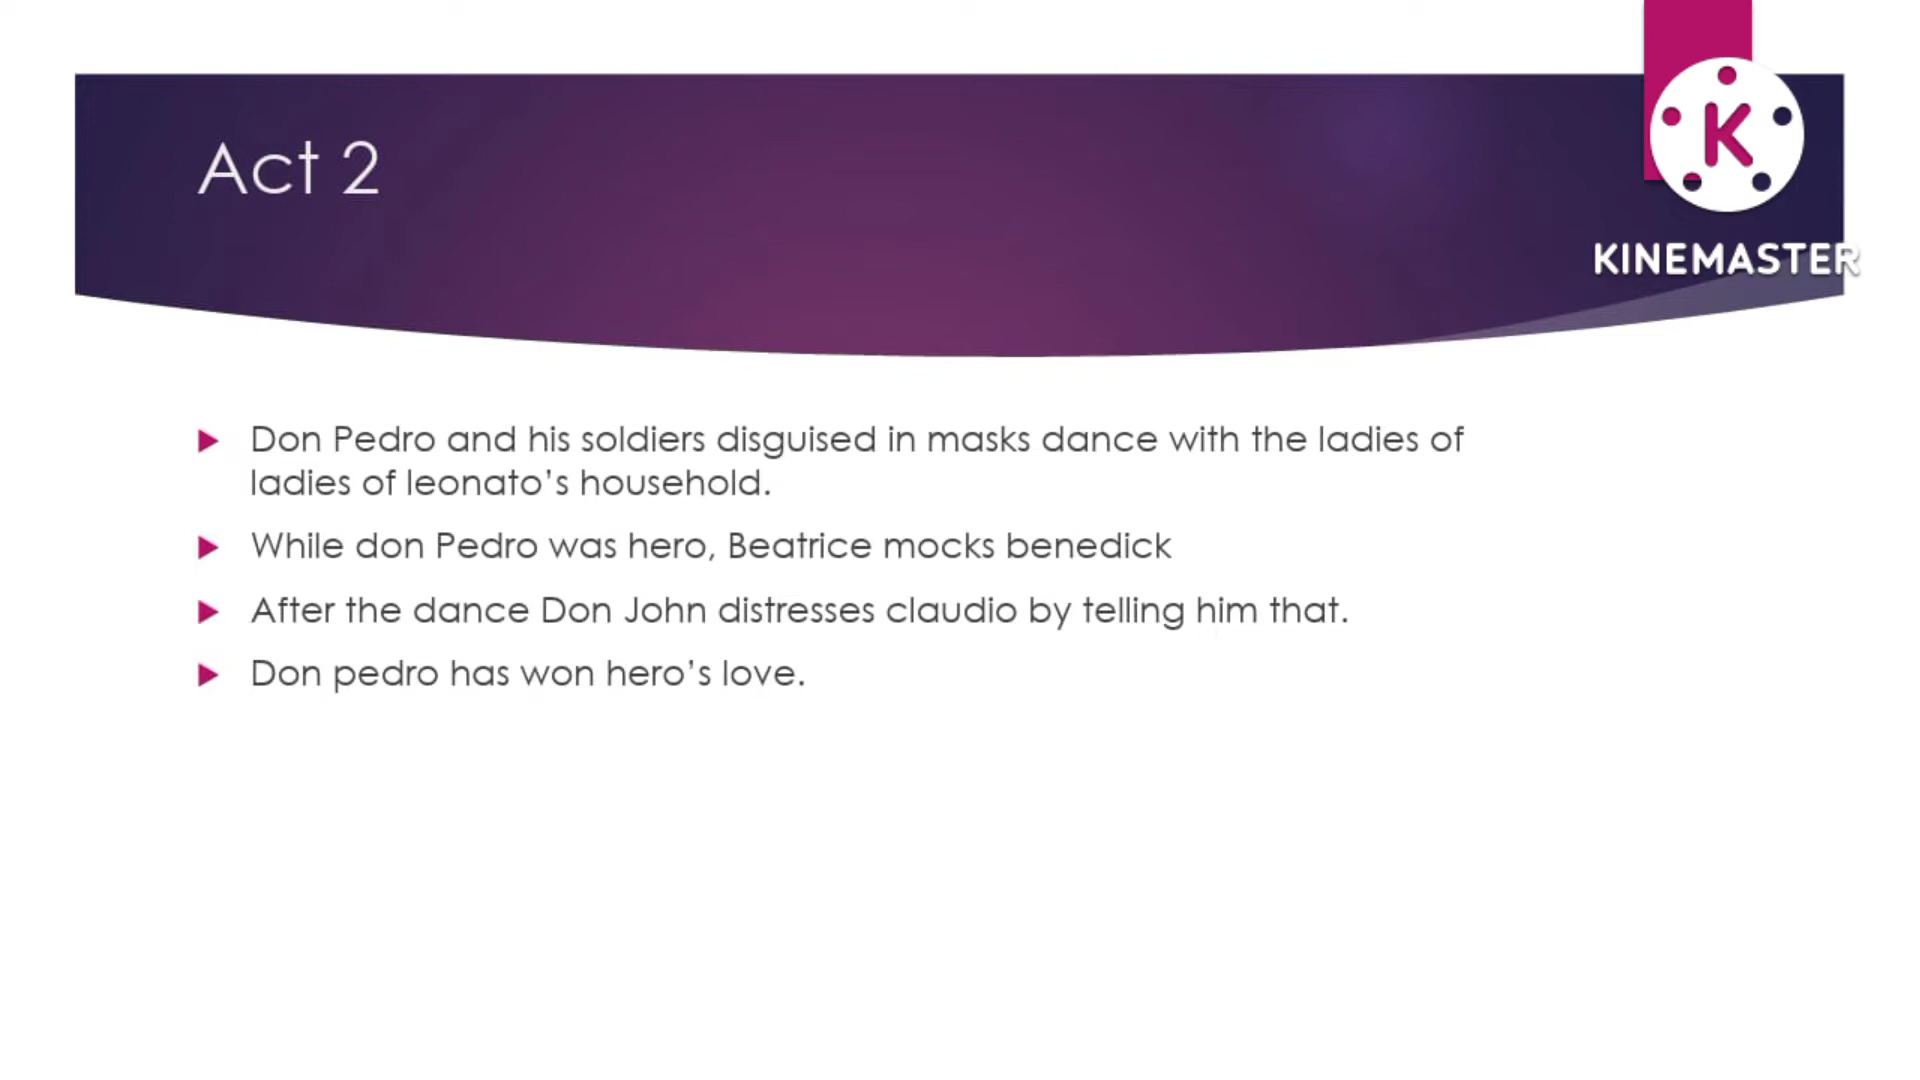 Act 2
K
KINEMASTER
Don Pedro and his soldiers disguised in masks dance with the ladies of
ladies of leonato’s household.
While don Pedro was hero, Beatrice mocks benedick
After the dance Don John distresses claudio by telling him that.
Don pedro has won hero’s love.